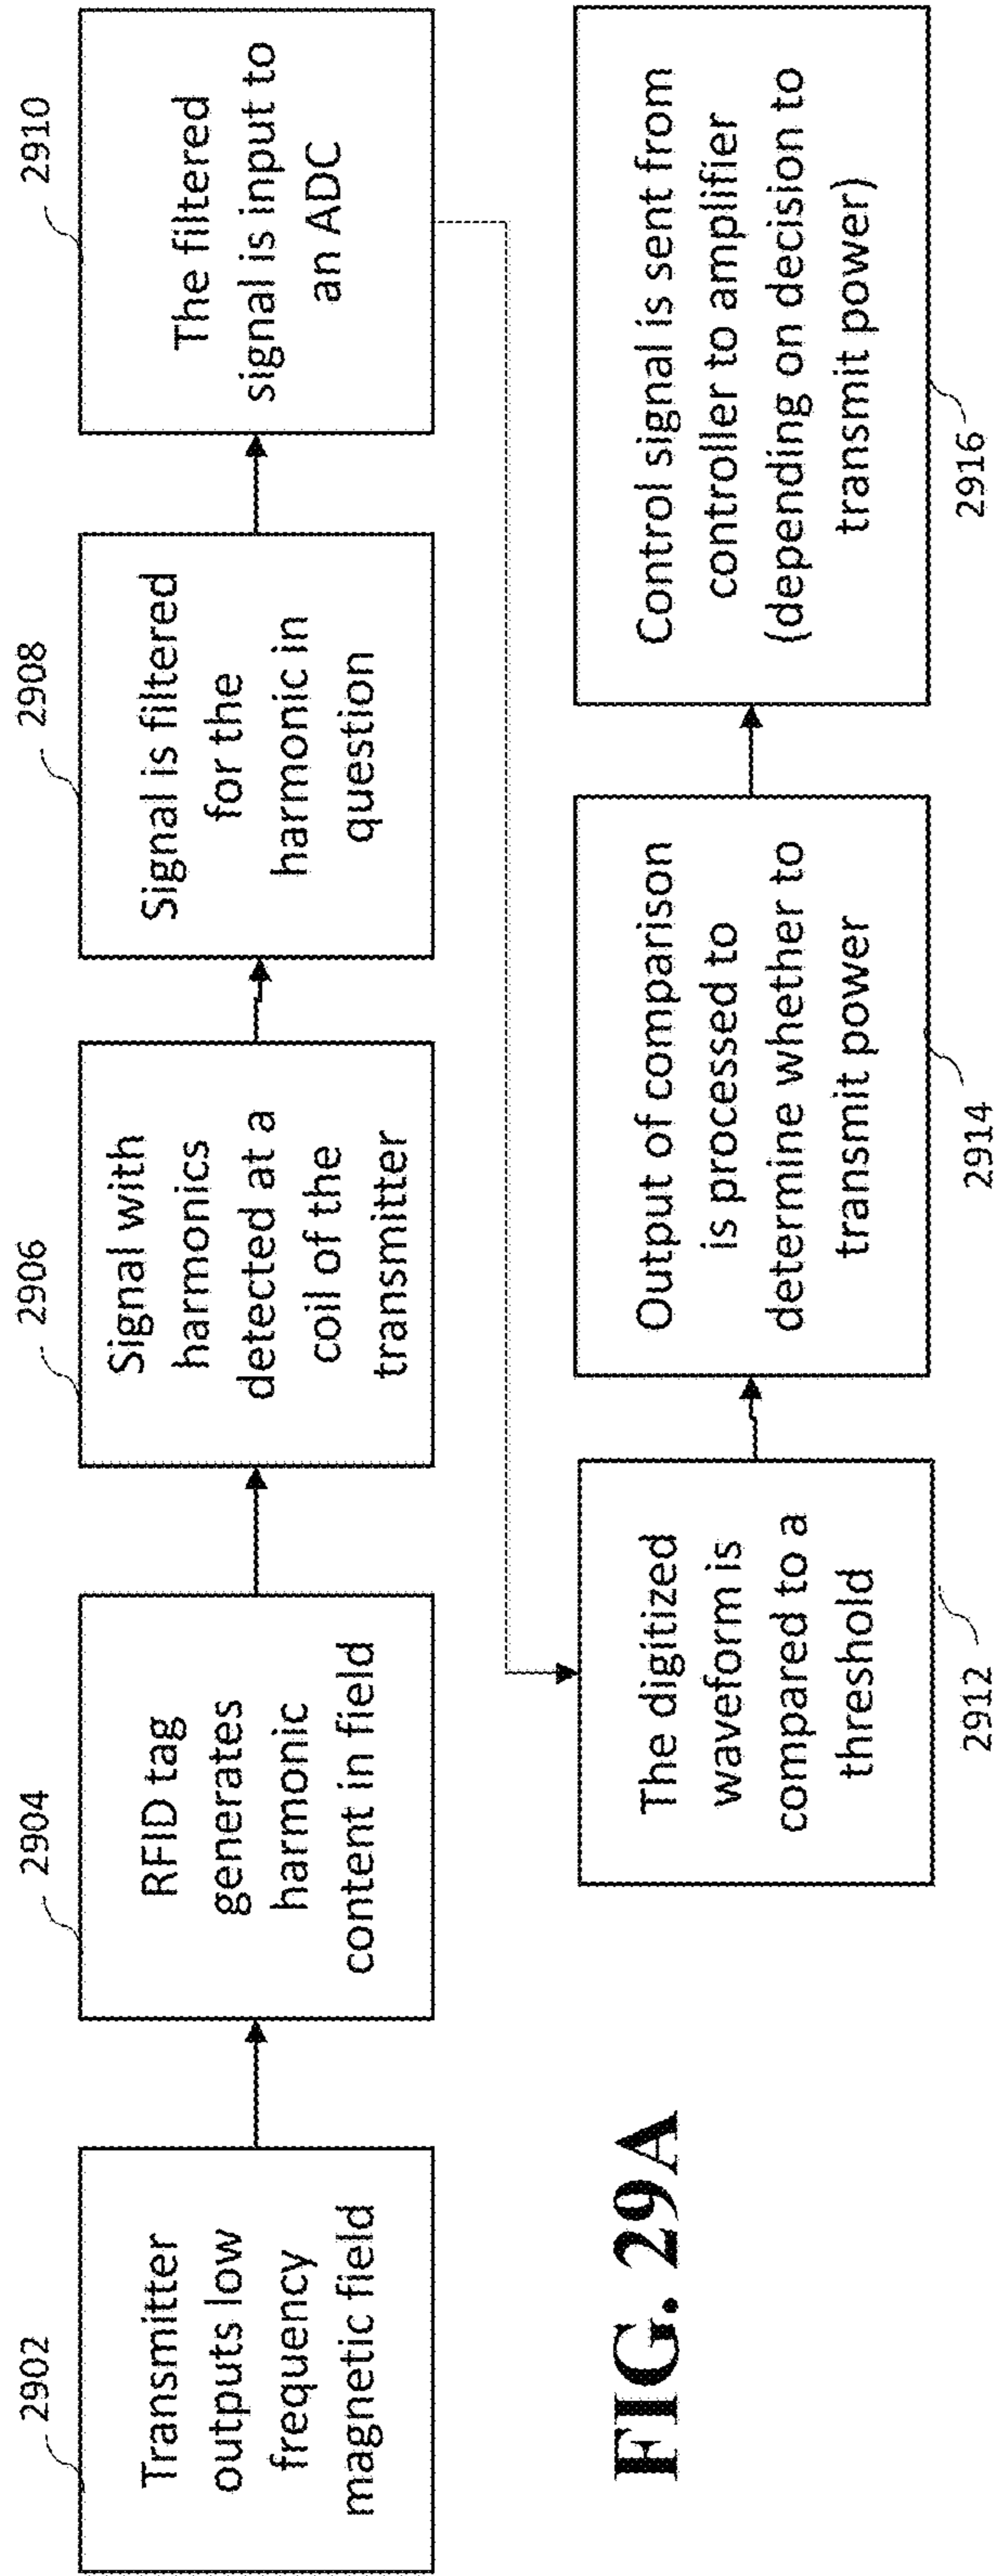 2902
Transmitter
outputs low
frequency
magnetic field
2904
RFID tag
generates
harmonic
content in field
2906
Signal with
harmonics
detected at a
coil of the
transmitter
2908
Signal is filtered
for the
harmonic in
question
2910
The filtered
signal is input to
an ADC
The digitized
waveform is
compared to a
threshold
2912
Output of comparison
is processed to
determine whether to
transmit power
2914
Control signal is sent from
controller to amplifier
(depending on decision to
transmit power)
2916
FIG. 29A